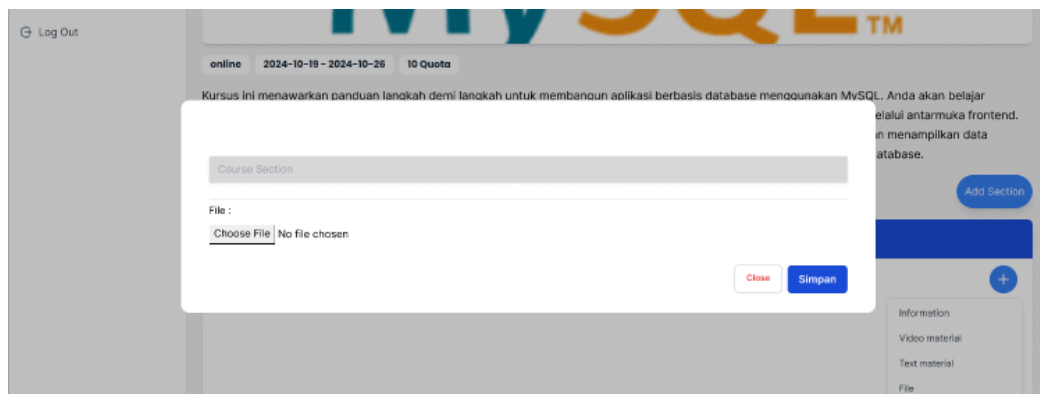 Log Out
MySQL TM
online 2024-10-19 - 2024-10-26 10 Quota
Kursus ini menawarkan panduan langkah demi langkah untuk membangun aplikasi berbasis database menggunakan MySQL. Anda akan belajar
elalui antarmuka frontend.
n menampilkan data
atabase.
Course Section
Add Section
File :
Choose File No file chosen
Close Simpan
+
Information
Video material
Text material
File